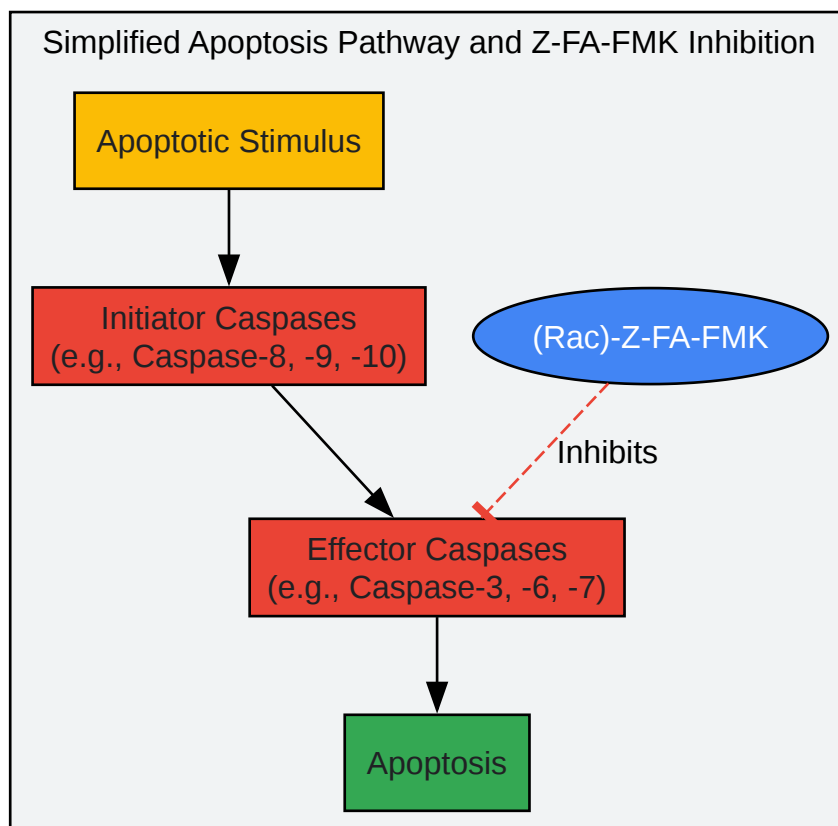 Simplified Apoptosis Pathway and Z-FA-FMK Inhibition
Apoptotic Stimulus
Initiator Caspases
(e.g., Caspase-8, -9, -10)
(Rac)-Z-FA-FMK
Inhibits
Effector Caspases
(e.g., Caspase-3, -6, -7)
Apoptosis